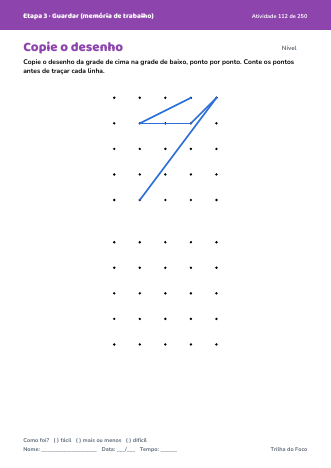 Etapa 3 · Guardar (memória de trabalho)
Atividade 112 de 250
Copie o desenho
Nível
Copie o desenho da grade de cima na grade de baixo, ponto por ponto. Conte os pontos
antes de traçar cada linha.
Como foi? ( ) fácil ( ) mais ou menos ( ) difícil
Nome: ____________________ Data: ___/___ Tempo: ______
Trilha do Foco